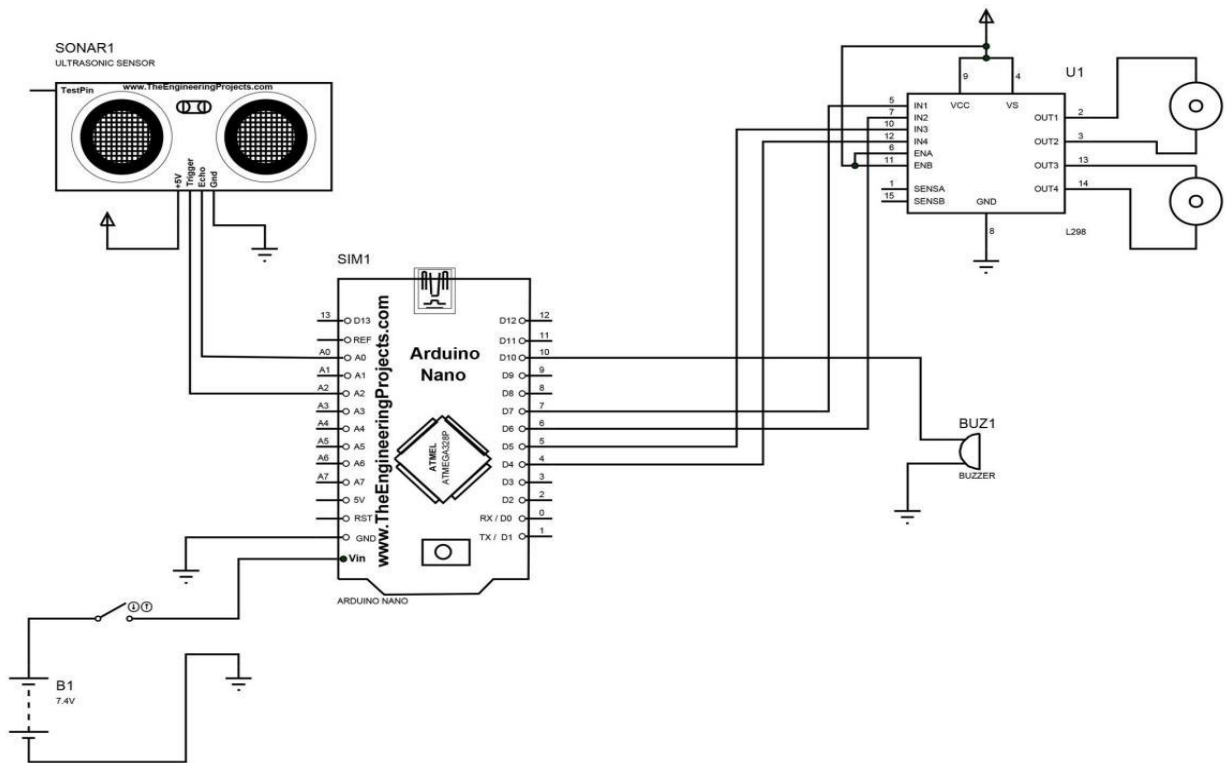 SONAR1
ULTRASONIC SENSOR
TestPin
www.TheEngineeringProjects.com
+5V
Trigger
Echo
Gnd
U1
9
4
VCC
VS
5
IN1
7
IN2
10
IN3
12
IN4
6
ENA
11
ENB
1
SENSA
15
SENSB
GND
8
OUT1
2
OUT2
3
OUT3
13
OUT4
14
L298
SIM1
13
D13
REF
A0
A0
A1
A1
A2
A2
A3
A3
A4
A4
A5
A5
A6
A6
A7
A7
5V
RST
GND
Vin
www.TheEngineeringProjects.com
Arduino
Nano
ATMEL
ATMEGA328P
D12
12
D11
11
D10
10
D9
9
D8
8
D7
7
D6
6
D5
5
D4
4
D3
3
D2
2
RX / D0
0
TX / D1
1
ARDUINO NANO
BUZ1
BUZZER
B1
7.4V